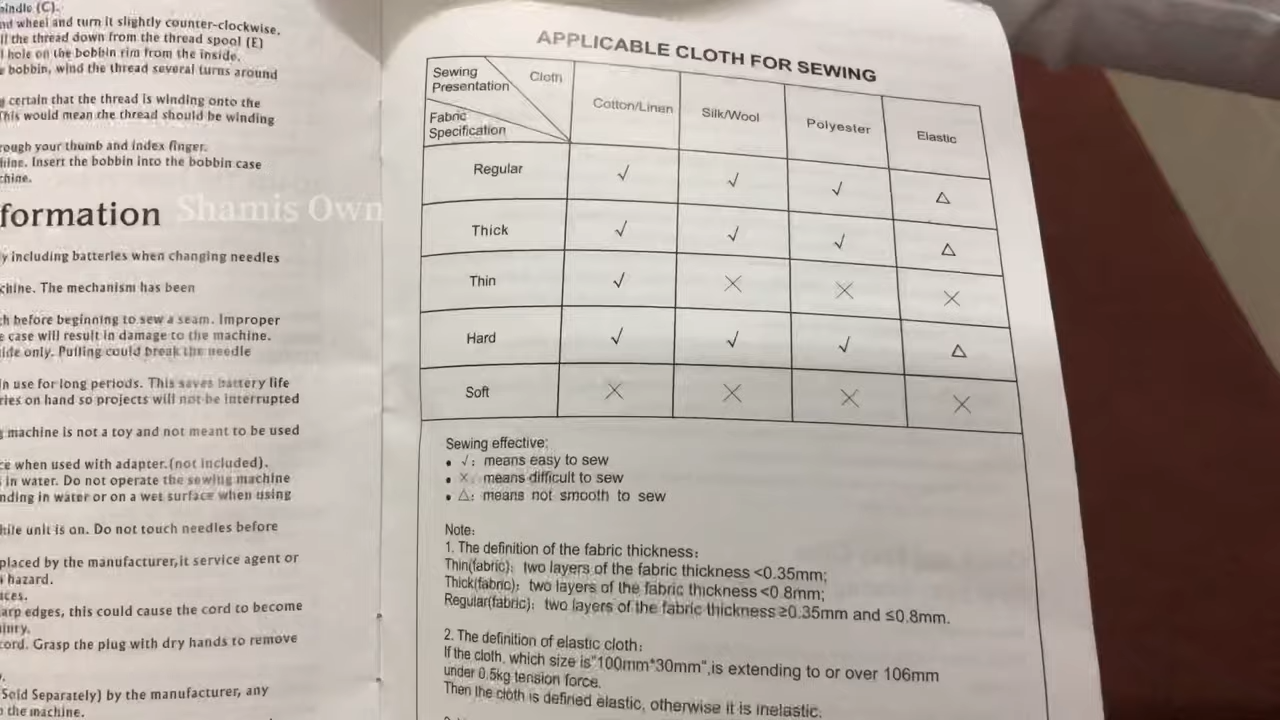 (C).
wheel and turn it slightly counter-clockwise.
the thread down from the thread spool (E)
hole on the bobbin rim from the inside.
bobbin, wind the thread several turns around
certain that the thread is winding onto the
This would mean the thread should be winding
through your thumb and index finger.
Insert the bobbin into the bobbin case
formation
Shamis Own
including batteries when changing needles
The mechanism has been
before beginning to sew a seam. Improper
case will result in damage to the machine.
only. Pulling could break the needle
in use for long periods. This saves battery life
on hand so projects will not be interrupted
machine is not a toy and not meant to be used
when used with adapter.(not included).
in water. Do not operate the sewing machine
in water or on a wet surface when using
unit is on. Do not touch needles before
by the manufacturer,it service agent or
hazard.
edges, this could cause the cord to become
cord. Grasp the plug with dry hands to remove
Sold Separately) by the manufacturer, any
the machine.
APPLICABLE CLOTH FOR SEWING
Sewing Presentation Cloth Fabric Specification Cotton/Linen Silk/Wool Polyester Elastic
Regular √ √ √ △
Thick √ √ √ △
Thin √ × × ×
Hard √ √ √ △
Soft × × × ×
Sewing effective:
• √: means easy to sew
• ×: means difficult to sew
• △: means not smooth to sew
Note:
1. The definition of the fabric thickness:
Thin(fabric): two layers of the fabric thickness <0.35mm;
Thick(fabric): two layers of the fabric thickness <0.8mm;
Regular(fabric): two layers of the fabric thickness ≥0.35mm and ≤0.8mm.
2. The definition of elastic cloth:
If the cloth, which size is"100mm*30mm",is extending to or over 106mm
under 0.5kg tension force.
Then the cloth is defined elastic, otherwise it is inelastic.